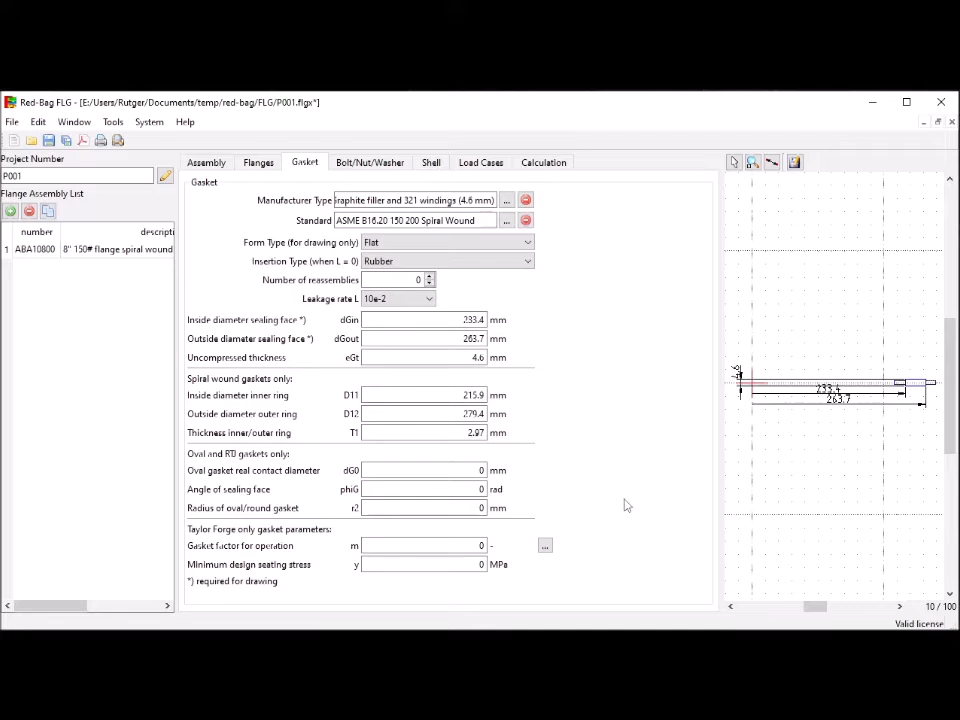 Red-Bag FLG - [E:/Users/Rutger/Documents/temp/red-bag/FLG/P001.flgx*]
File Edit Window Tools System Help
Project Number
P001
Flange Assembly List
number descripti
1 ABA10800 8" 150# flange spiral wound
Assembly Flanges Gasket Bolt/Nut/Washer Shell Load Cases Calculation
Gasket
Manufacturer Type graphite filler and 321 windings (4.6 mm) ...
Standard ASME B16.20 150 200 Spiral Wound ...
Form Type (for drawing only) Flat
Insertion Type (when L = 0) Rubber
Number of reassemblies 0
Leakage rate L 10e-2
Inside diameter sealing face *) dGin 233.4 mm
Outside diameter sealing face *) dGout 263.7 mm
Uncompressed thickness eGt 4.6 mm
Spiral wound gaskets only:
Inside diameter inner ring D11 215.9 mm
Outside diameter outer ring D12 279.4 mm
Thickness inner/outer ring T1 2.97 mm
Oval and RTJ gaskets only:
Oval gasket real contact diameter dG0 0 mm
Angle of sealing face phiG 0 rad
Radius of oval/round gasket r2 0 mm
Taylor Forge only gasket parameters:
Gasket factor for operation m 0 - ...
Minimum design seating stress y 0 MPa
*) required for drawing
4.6
233.4
263.7
10 / 100
Valid license